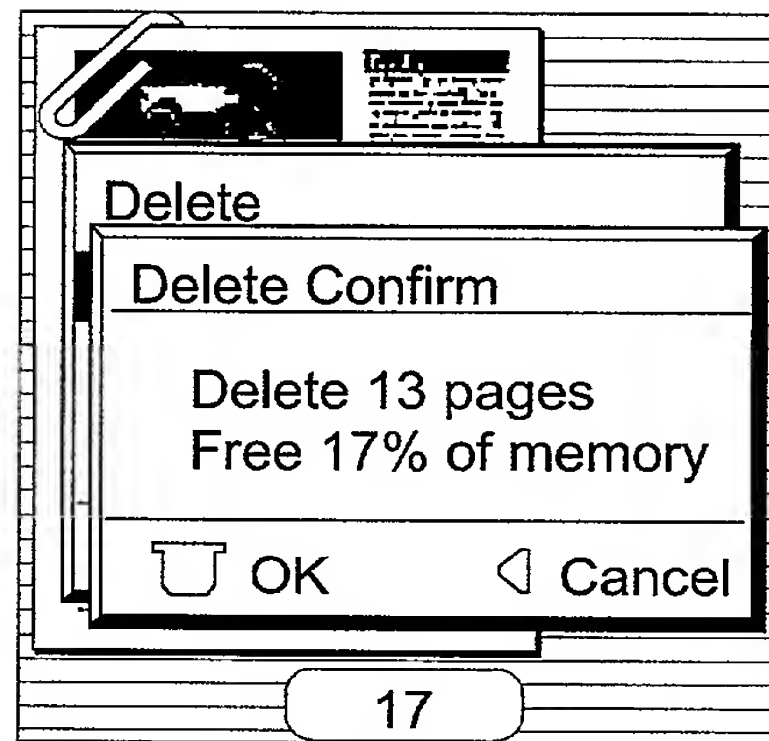 Delete
Delete Confirm
Delete 13 pages
Free 17% of memory
OK Cancel
17